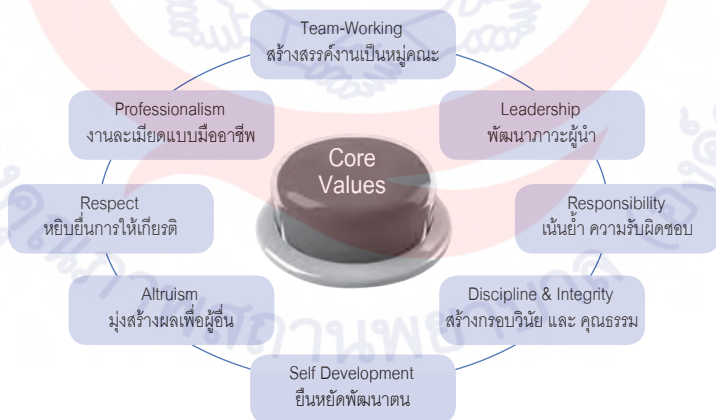 Team-Working
สร้างสรรค์งานเป็นหมู่คณะ
Leadership
พัฒนาภาวะผู้นำ
Responsibility
เน้นย้ำ ความรับผิดชอบ
Discipline & Integrity
สร้างกรอบวินัย และ คุณธรรม
Self Development
ยืนหยัดพัฒนาตน
Altruism
มุ่งสร้างผลเพื่อผู้อื่น
Respect
หยิบยื่นการให้เกียรติ
Professionalism
งานละเมียดแบบมืออาชีพ
Core
Values